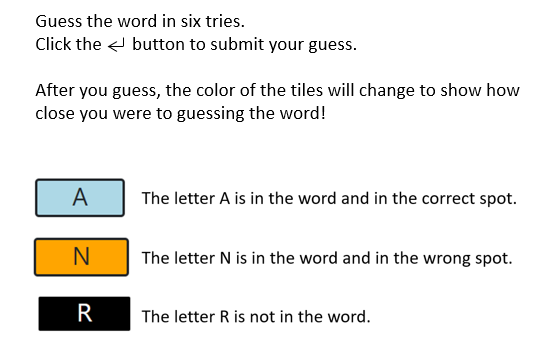 Guess the word in six tries.
Click the ↵ button to submit your guess.
After you guess, the color of the tiles will change to show how
close you were to guessing the word!
A The letter A is in the word and in the correct spot.
N The letter N is in the word and in the wrong spot.
R The letter R is not in the word.